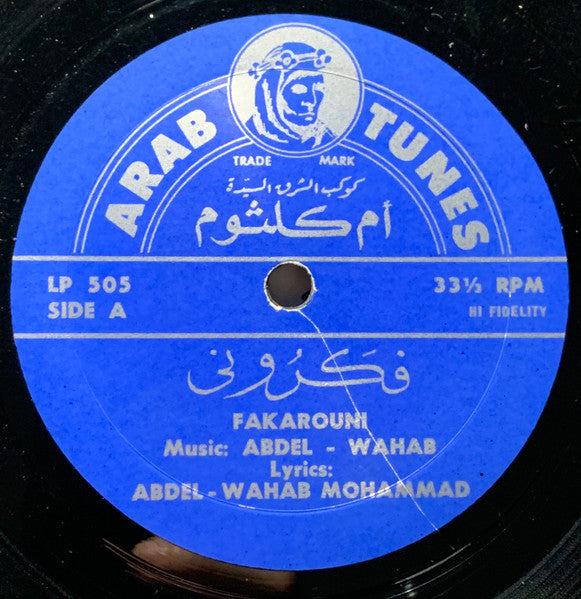 ARAB TUNES
TRADE MARK
كوكب الشرق السيدة
أم كلثوم
LP 505
SIDE A
33⅓ RPM
HI FIDELITY
فكروني
FAKAROUNI
Music: ABDEL - WAHAB
Lyrics:
ABDEL - WAHAB MOHAMMAD